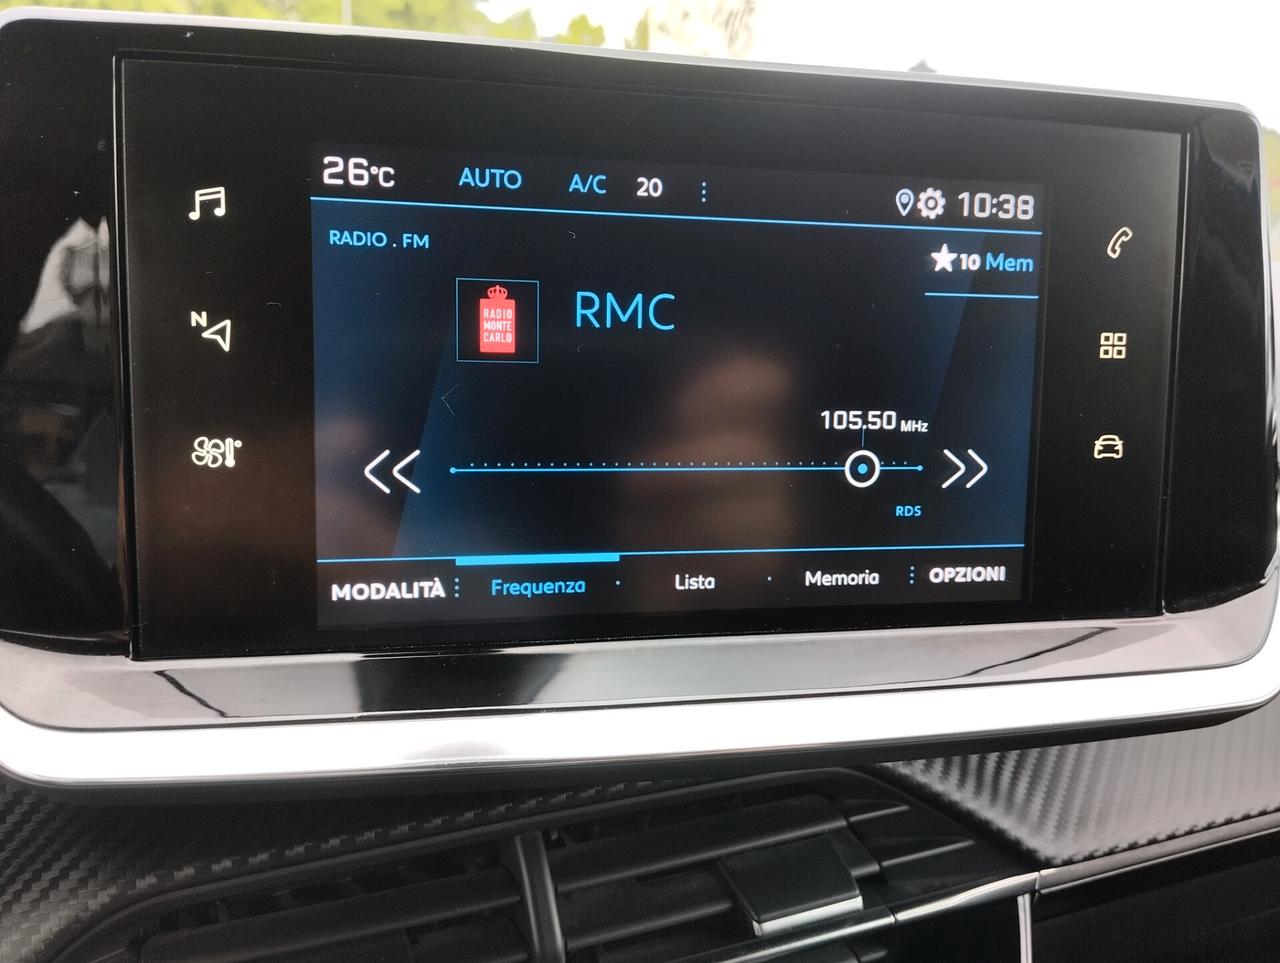 26°C AUTO A/C 20 10:38
RADIO . FM
10 Mem
RADIO
MONTE
CARLO
RMC
N
105.50 MHz
RDS
MODALITÀ Frequenza Lista Memoria OPZIONI